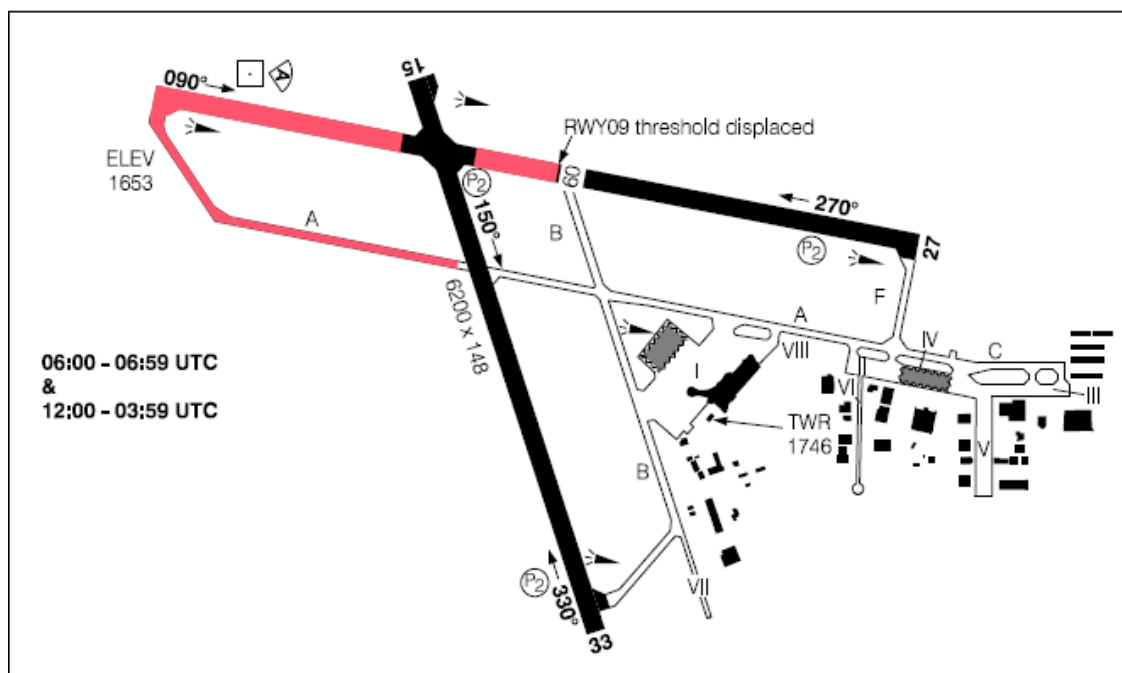 15
090°
A
RWY09 threshold displaced
ELEV
1653
09
P2
150°
270°
A
B
P2
27
F
6200 x 148
A
IV
C
VIII
06:00 - 06:59 UTC
&
12:00 - 03:59 UTC
I
VI
III
TWR
1746
V
B
P2
330°
VII
33